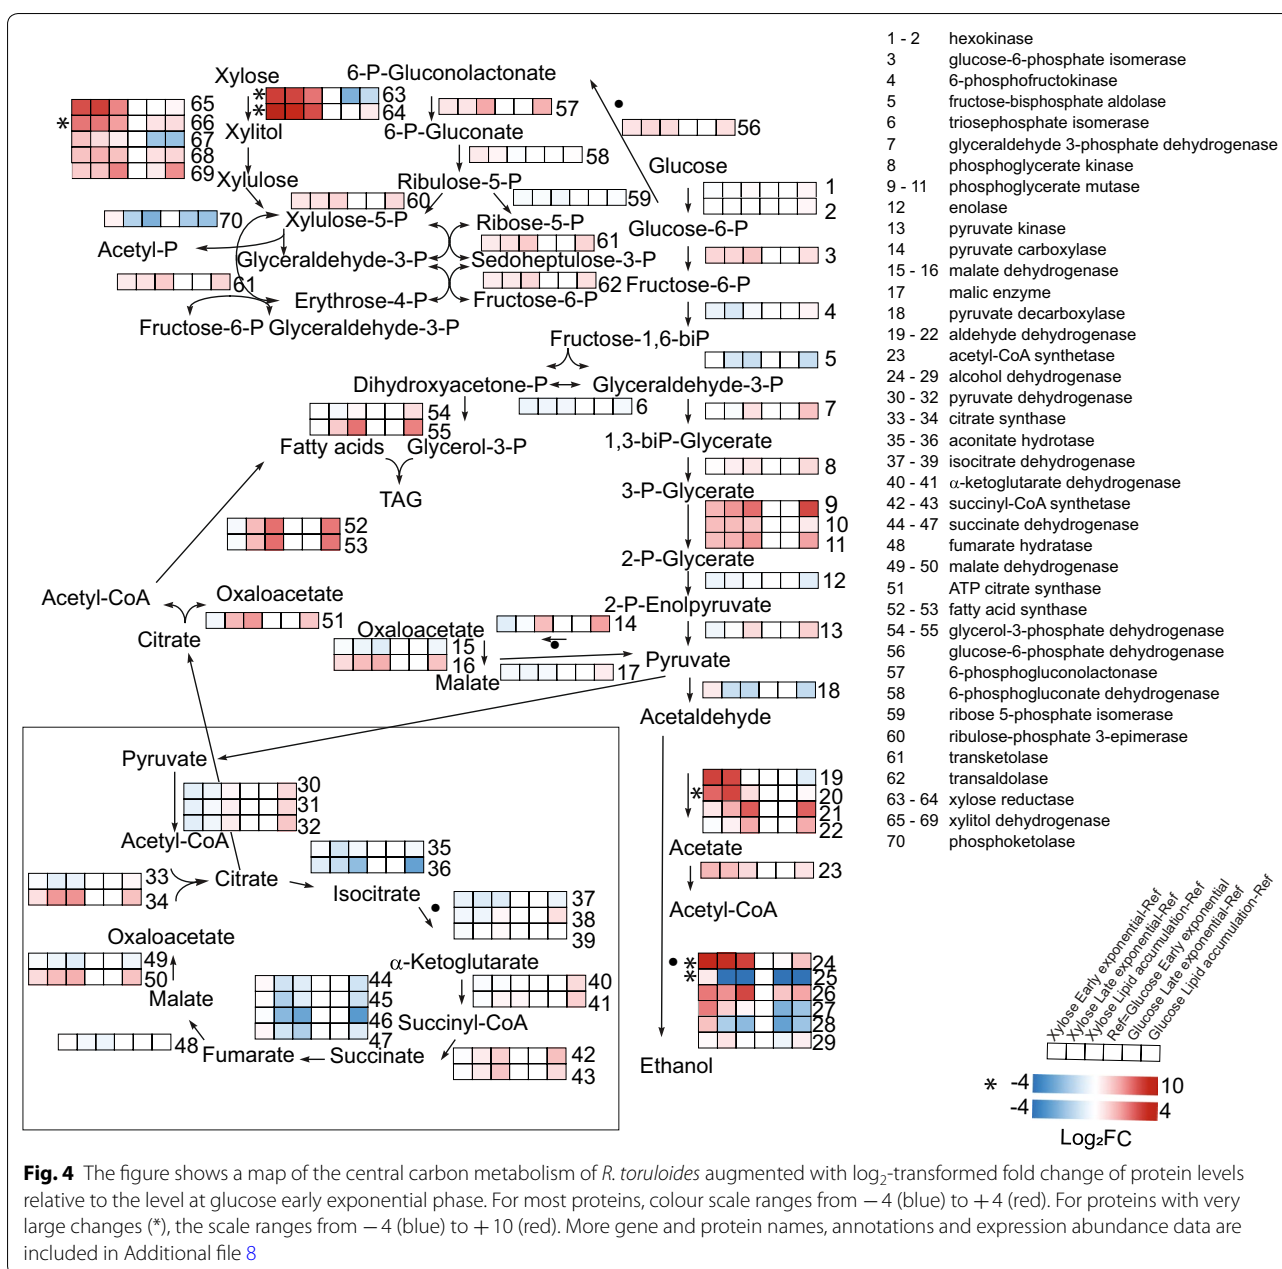 Xylose
6-P-Gluconolactonate
* 63
* 64
65
* 66
67
68
69
Xylitol
57
6-P-Gluconate
56
58
Glucose
Xylulose
Ribulose-5-P
59
60
1
2
70
Xylulose-5-P
Ribose-5-P
Glucose-6-P
61
Acetyl-P
Glyceraldehyde-3-P
Sedoheptulose-3-P
3
61
62
Fructose-6-P
Erythrose-4-P
Fructose-6-P
4
Fructose-6-P
Glyceraldehyde-3-P
Fructose-1,6-biP
5
Dihydroxyacetone-P
Glyceraldehyde-3-P
6
7
54
55
Fatty acids
Glycerol-3-P
1,3-biP-Glycerate
8
TAG
3-P-Glycerate
9
10
11
52
53
2-P-Glycerate
12
Acetyl-CoA
Oxaloacetate
51
2-P-Enolpyruvate
14
13
Citrate
Oxaloacetate
15
16
17
Malate
Pyruvate
18
Acetaldehyde
Pyruvate
30
31
32
19
* 20
21
22
Acetyl-CoA
35
36
Acetate
23
33
34
Citrate
Isocitrate
37
38
39
Acetyl-CoA
Oxaloacetate
49
50
α-Ketoglutarate
* 24
* 25
26
27
28
29
Malate
44
45
46
47
40
41
Succinyl-CoA
48
Fumarate
Succinate
42
43
Ethanol
1 - 2 hexokinase
3 glucose-6-phosphate isomerase
4 6-phosphofructokinase
5 fructose-bisphosphate aldolase
6 triosephosphate isomerase
7 glyceraldehyde 3-phosphate dehydrogenase
8 phosphoglycerate kinase
9 - 11 phosphoglycerate mutase
12 enolase
13 pyruvate kinase
14 pyruvate carboxylase
15 - 16 malate dehydrogenase
17 malic enzyme
18 pyruvate decarboxylase
19 - 22 aldehyde dehydrogenase
23 acetyl-CoA synthetase
24 - 29 alcohol dehydrogenase
30 - 32 pyruvate dehydrogenase
33 - 34 citrate synthase
35 - 36 aconitate hydrotase
37 - 39 isocitrate dehydrogenase
40 - 41 α-ketoglutarate dehydrogenase
42 - 43 succinyl-CoA synthetase
44 - 47 succinate dehydrogenase
48 fumarate hydratase
49 - 50 malate dehydrogenase
51 ATP citrate synthase
52 - 53 fatty acid synthase
54 - 55 glycerol-3-phosphate dehydrogenase
56 glucose-6-phosphate dehydrogenase
57 6-phosphogluconolactonase
58 6-phosphogluconate dehydrogenase
59 ribose 5-phosphate isomerase
60 ribulose-phosphate 3-epimerase
61 transketolase
62 transaldolase
63 - 64 xylose reductase
65 - 69 xylitol dehydrogenase
70 phosphoketolase
Xylose Early exponential-Ref
Xylose Late exponential-Ref
Xylose Lipid accumulation-Ref
Ref=Glucose Early exponential
Glucose Late exponential-Ref
Glucose Lipid accumulation-Ref
* -4 10
-4 4
Log₂FC
Fig. 4 The figure shows a map of the central carbon metabolism of R. toruloides augmented with log₂-transformed fold change of protein levels
relative to the level at glucose early exponential phase. For most proteins, colour scale ranges from −4 (blue) to +4 (red). For proteins with very
large changes (*), the scale ranges from −4 (blue) to +10 (red). More gene and protein names, annotations and expression abundance data are
included in Additional file 8